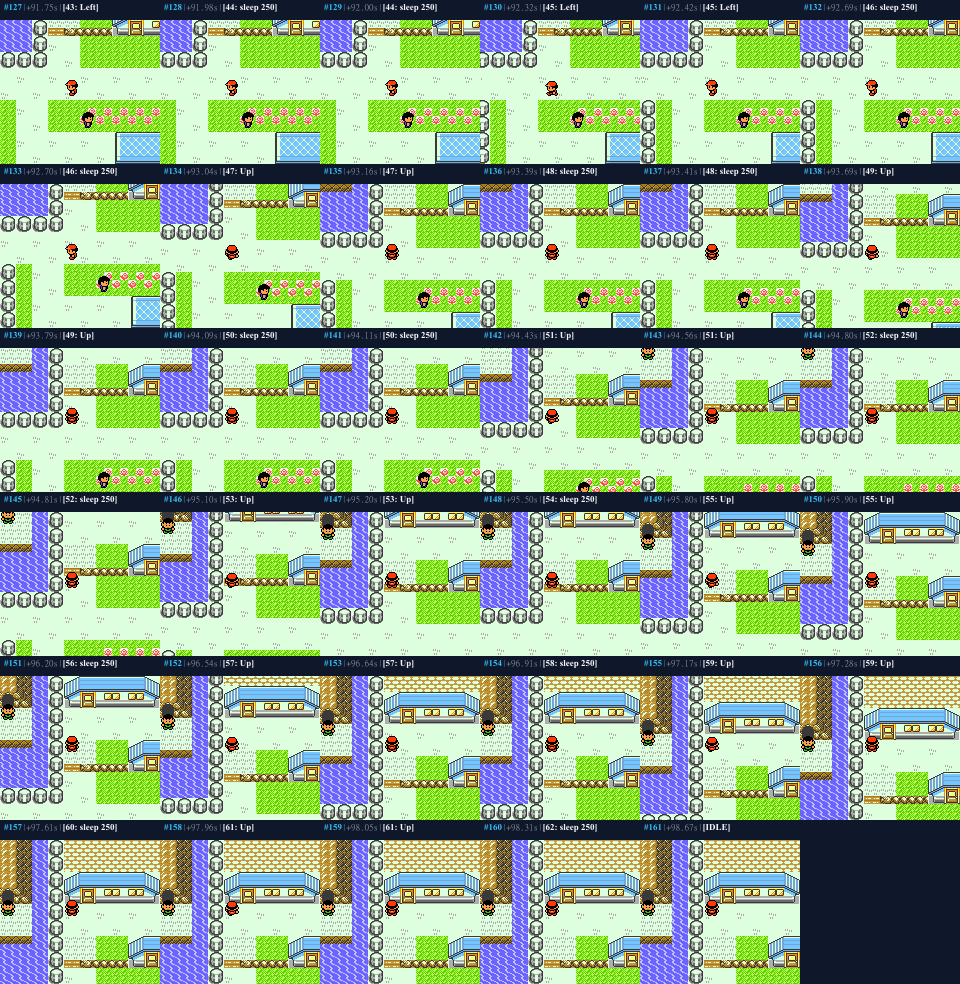 #127 |+91.75s| [43: Left] #128 |+91.98s| [44: sleep 250] #129 |+92.00s| [44: sleep 250] #130 |+92.32s| [45: Left] #131 |+92.42s| [45: Left] #132 |+92.69s| [46: sleep 250]
#133 |+92.70s| [46: sleep 250] #134 |+93.04s| [47: Up] #135 |+93.16s| [47: Up] #136 |+93.39s| [48: sleep 250] #137 |+93.41s| [48: sleep 250] #138 |+93.69s| [49: Up]
#139 |+93.79s| [49: Up] #140 |+94.09s| [50: sleep 250] #141 |+94.11s| [50: sleep 250] #142 |+94.43s| [51: Up] #143 |+94.56s| [51: Up] #144 |+94.80s| [52: sleep 250]
#145 |+94.81s| [52: sleep 250] #146 |+95.10s| [53: Up] #147 |+95.20s| [53: Up] #148 |+95.50s| [54: sleep 250] #149 |+95.80s| [55: Up] #150 |+95.90s| [55: Up]
#151 |+96.20s| [56: sleep 250] #152 |+96.54s| [57: Up] #153 |+96.64s| [57: Up] #154 |+96.91s| [58: sleep 250] #155 |+97.17s| [59: Up] #156 |+97.28s| [59: Up]
#157 |+97.61s| [60: sleep 250] #158 |+97.96s| [61: Up] #159 |+98.05s| [61: Up] #160 |+98.31s| [62: sleep 250] #161 |+98.67s| [IDLE]